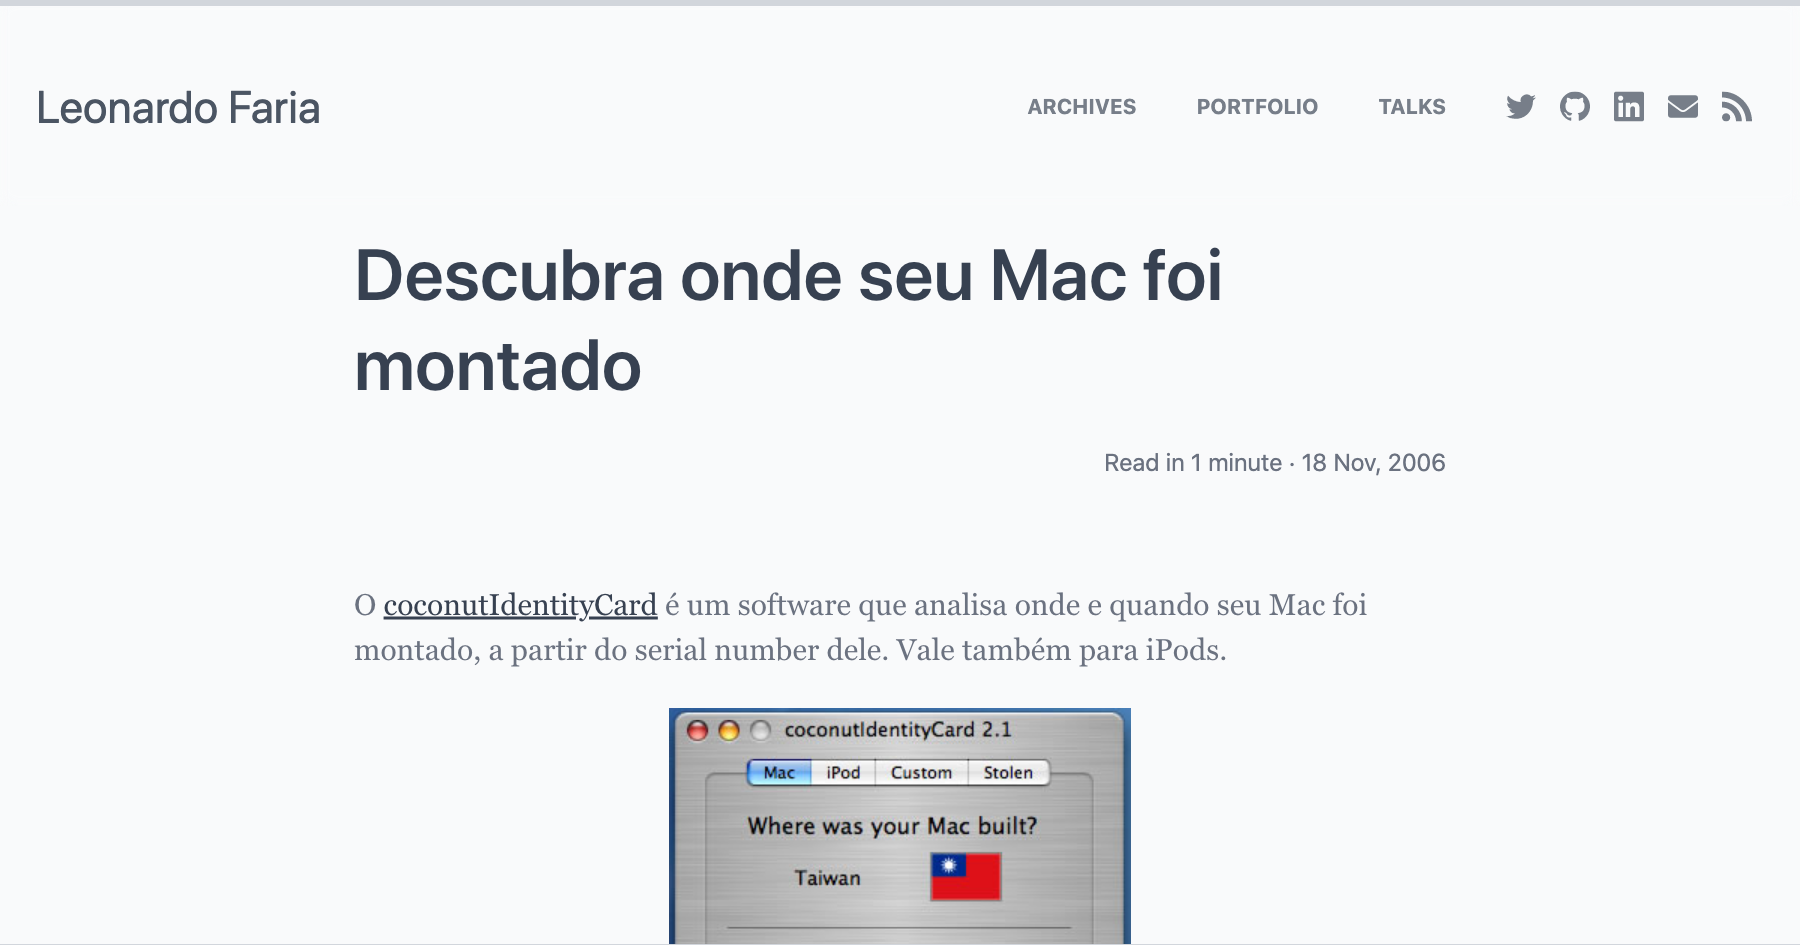 Leonardo Faria
ARCHIVES
PORTFOLIO
TALKS
Descubra onde seu Mac foi
montado
Read in 1 minute · 18 Nov, 2006
O coconutIdentityCard é um software que analisa onde e quando seu Mac foi
montado, a partir do serial number dele. Vale também para iPods.
coconutIdentityCard 2.1
Mac
iPod
Custom
Stolen
Where was your Mac built?
Taiwan